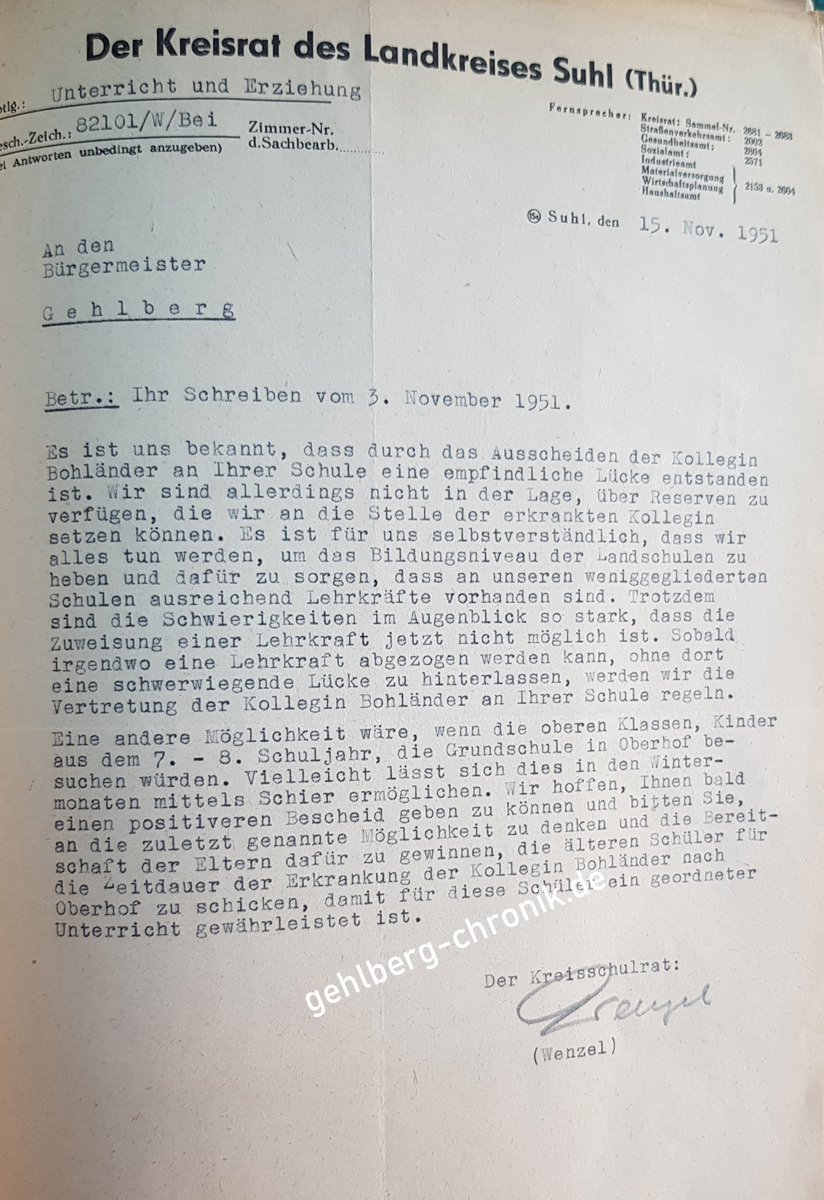 Der Kreisrat des Landkreises Suhl (Thür.)
Unterricht und Erziehung
82101/W/Bei
esch.-Zeich.:
ei Antworten unbedingt anzugeben)
Zimmer-Nr.
d.Sachbearb.
Fernsprecher: Kreisrat: Sammel-Nr. 2681 - 2683
Straßenverkehrsamt: 2002
Gesundheitsamt: 2804
Sozialamt: 2571
Industrieamt
Materialversorgung
Wirtschaftsplanung 2153 u. 2604
Haushaltsamt
Suhl, den 15. Nov. 1951
An den
Bürgermeister
G e h l b e r g
Betr.: Ihr Schreiben vom 3. November 1951.
Es ist uns bekannt, dass durch das Ausscheiden der Kollegin
Bohländer an Ihrer Schule eine empfindliche Lücke entstanden
ist. Wir sind allerdings nicht in der Lage, über Reserven zu
verfügen, die wir an die Stelle der erkrankten Kollegin
setzen können. Es ist für uns selbstverständlich, dass wir
alles tun werden, um das Bildungsniveau der Landschulen zu
heben und dafür zu sorgen, dass an unseren weniggegliederten
Schulen ausreichend Lehrkräfte vorhanden sind. Trotzdem
sind die Schwierigkeiten im Augenblick so stark, dass die
Zuweisung einer Lehrkraft jetzt nicht möglich ist. Sobald
irgendwo eine Lehrkraft abgezogen werden kann, ohne dort
eine schwerwiegende Lücke zu hinterlassen, werden wir die
Vertretung der Kollegin Bohländer an Ihrer Schule regeln.
Eine andere Möglichkeit wäre, wenn die oberen Klassen, Kinder
aus dem 7. - 8. Schuljahr, die Grundschule in Oberhof be-
suchen würden. Vielleicht lässt sich dies in den Winter-
monaten mittels Schier ermöglichen. Wir hoffen, Ihnen bald
einen positiveren Bescheid geben zu können und bitten Sie,
an die zuletzt genannte Möglichkeit zu denken und die Bereit-
schaft der Eltern dafür zu gewinnen, die älteren Schüler für
die Zeitdauer der Erkrankung der Kollegin Bohländer nach
Oberhof zu schicken, damit für diese Schüler ein geordneter
Unterricht gewährleistet ist.
gehlberg-chronik.de
Der Kreisschulrat:
Wenzel
(Wenzel)